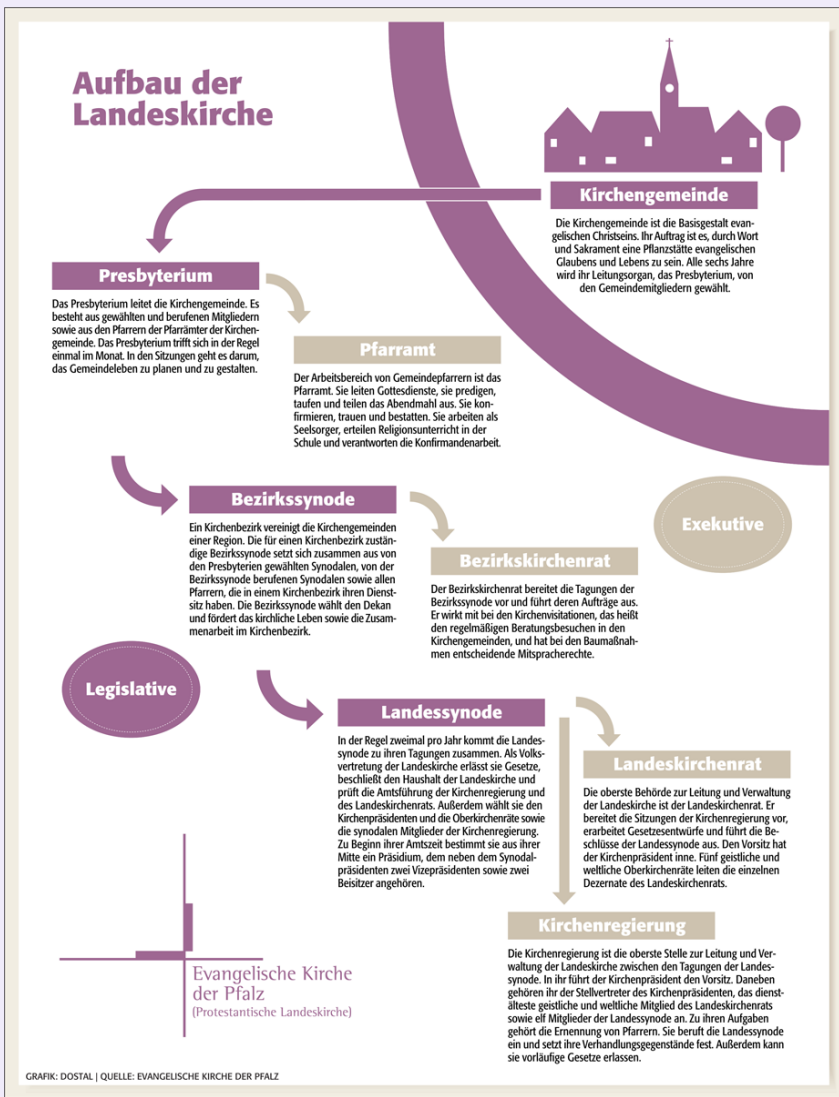 Aufbau der
Landeskirche
Kirchengemeinde
Die Kirchengemeinde ist die Basisgestalt evan-
gelischen Christseins. Ihr Auftrag ist es, durch Wort
und Sakrament eine Pflanzstätte evangelischen
Glaubens und Lebens zu sein. Alle sechs Jahre
wird ihr Leitungsorgan, das Presbyterium, von
den Gemeindemitgliedern gewählt.
Presbyterium
Das Presbyterium leitet die Kirchengemeinde. Es
besteht aus gewählten und berufenen Mitgliedern
sowie aus den Pfarrern der Pfarrämter der Kirchen-
gemeinde. Das Presbyterium trifft sich in der Regel
einmal im Monat. In den Sitzungen geht es darum,
das Gemeindeleben zu planen und zu gestalten.
Pfarramt
Der Arbeitsbereich von Gemeindepfarrern ist das
Pfarramt. Sie leiten Gottesdienste, sie predigen,
taufen und teilen das Abendmahl aus. Sie kon-
firmieren, trauen und bestatten. Sie arbeiten als
Seelsorger, erteilen Religionsunterricht in der
Schule und verantworten die Konfirmandenarbeit.
Bezirkssynode
Ein Kirchenbezirk vereinigt die Kirchengemeinden
einer Region. Die für einen Kirchenbezirk zustän-
dige Bezirkssynode setzt sich zusammen aus von
den Presbyterien gewählten Synodalen, von der
Bezirkssynode berufenen Synodalen sowie allen
Pfarrern, die in einem Kirchenbezirk ihren Dienst-
sitz haben. Die Bezirkssynode wählt den Dekan
und fördert das kirchliche Leben sowie die Zusam-
menarbeit im Kirchenbezirk.
Exekutive
Bezirkskirchenrat
Der Bezirkskirchenrat bereitet die Tagungen der
Bezirkssynode vor und führt deren Aufträge aus.
Er wirkt mit bei den Kirchenvisitationen, das heißt
den regelmäßigen Beratungsbesuchen in den
Kirchengemeinden, und hat bei den Baumaßnah-
men entscheidende Mitspracherechte.
Legislative
Landessynode
In der Regel zweimal pro Jahr kommt die Landes-
synode zu ihren Tagungen zusammen. Als Volks-
vertretung der Landeskirche erlässt sie Gesetze,
beschließt den Haushalt der Landeskirche und
prüft die Amtsführung der Kirchenregierung und
des Landeskirchenrats. Außerdem wählt sie den
Kirchenpräsidenten und die Oberkirchenräte sowie
die synodalen Mitglieder der Kirchenregierung.
Zu Beginn ihrer Amtszeit bestimmt sie aus ihrer
Mitte ein Präsidium, dem neben dem Synodal-
präsidenten zwei Vizepräsidenten sowie zwei
Beisitzer angehören.
Landeskirchenrat
Die oberste Behörde zur Leitung und Verwaltung
der Landeskirche ist der Landeskirchenrat. Er
bereitet die Sitzungen der Kirchenregierung vor,
erarbeitet Gesetzesentwürfe und führt die Be-
schlüsse der Landessynode aus. Den Vorsitz hat
der Kirchenpräsident inne. Fünf geistliche und
weltliche Oberkirchenräte leiten die einzelnen
Dezernate des Landeskirchenrats.
Kirchenregierung
Die Kirchenregierung ist die oberste Stelle zur Leitung und Ver-
waltung der Landeskirche zwischen den Tagungen der Landes-
synode. In ihr führt der Kirchenpräsident den Vorsitz. Daneben
gehören ihr der Stellvertreter des Kirchenpräsidenten, das dienst-
älteste geistliche und weltliche Mitglied des Landeskirchenrats
sowie elf Mitglieder der Landessynode an. Zu ihren Aufgaben
gehört die Ernennung von Pfarrern. Sie beruft die Landessynode
ein und setzt ihre Verhandlungsgegenstände fest. Außerdem kann
sie vorläufige Gesetze erlassen.
Evangelische Kirche
der Pfalz
(Protestantische Landeskirche)
GRAFIK: DOSTAL | QUELLE: EVANGELISCHE KIRCHE DER PFALZ